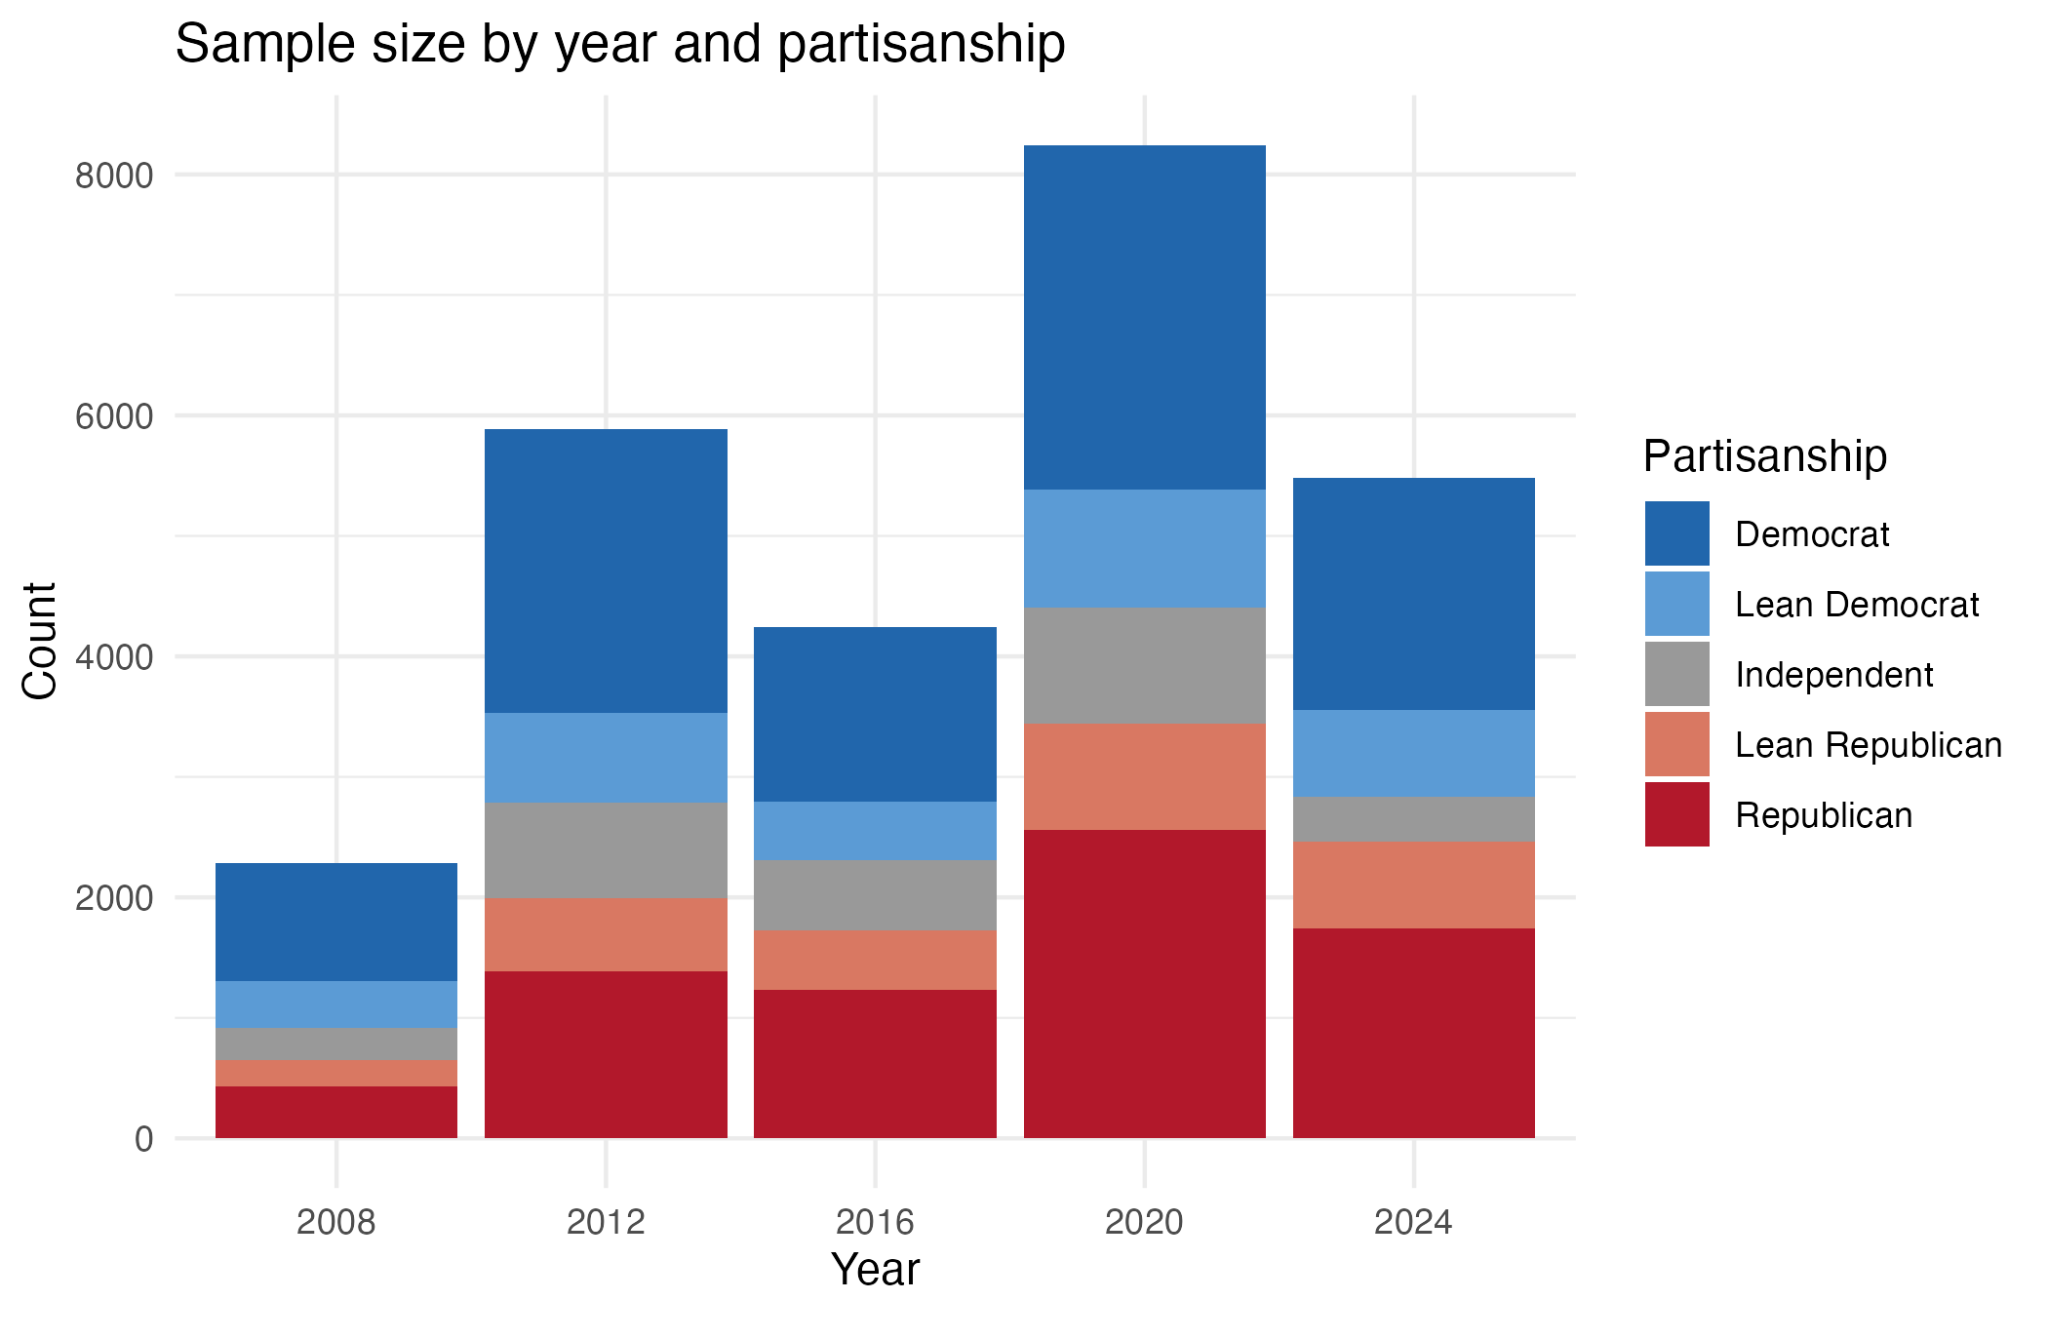 Sample size by year and partisanship
8000
6000
4000
2000
0
Count
2008 2012 2016 2020 2024
Year
Partisanship
Democrat
Lean Democrat
Independent
Lean Republican
Republican